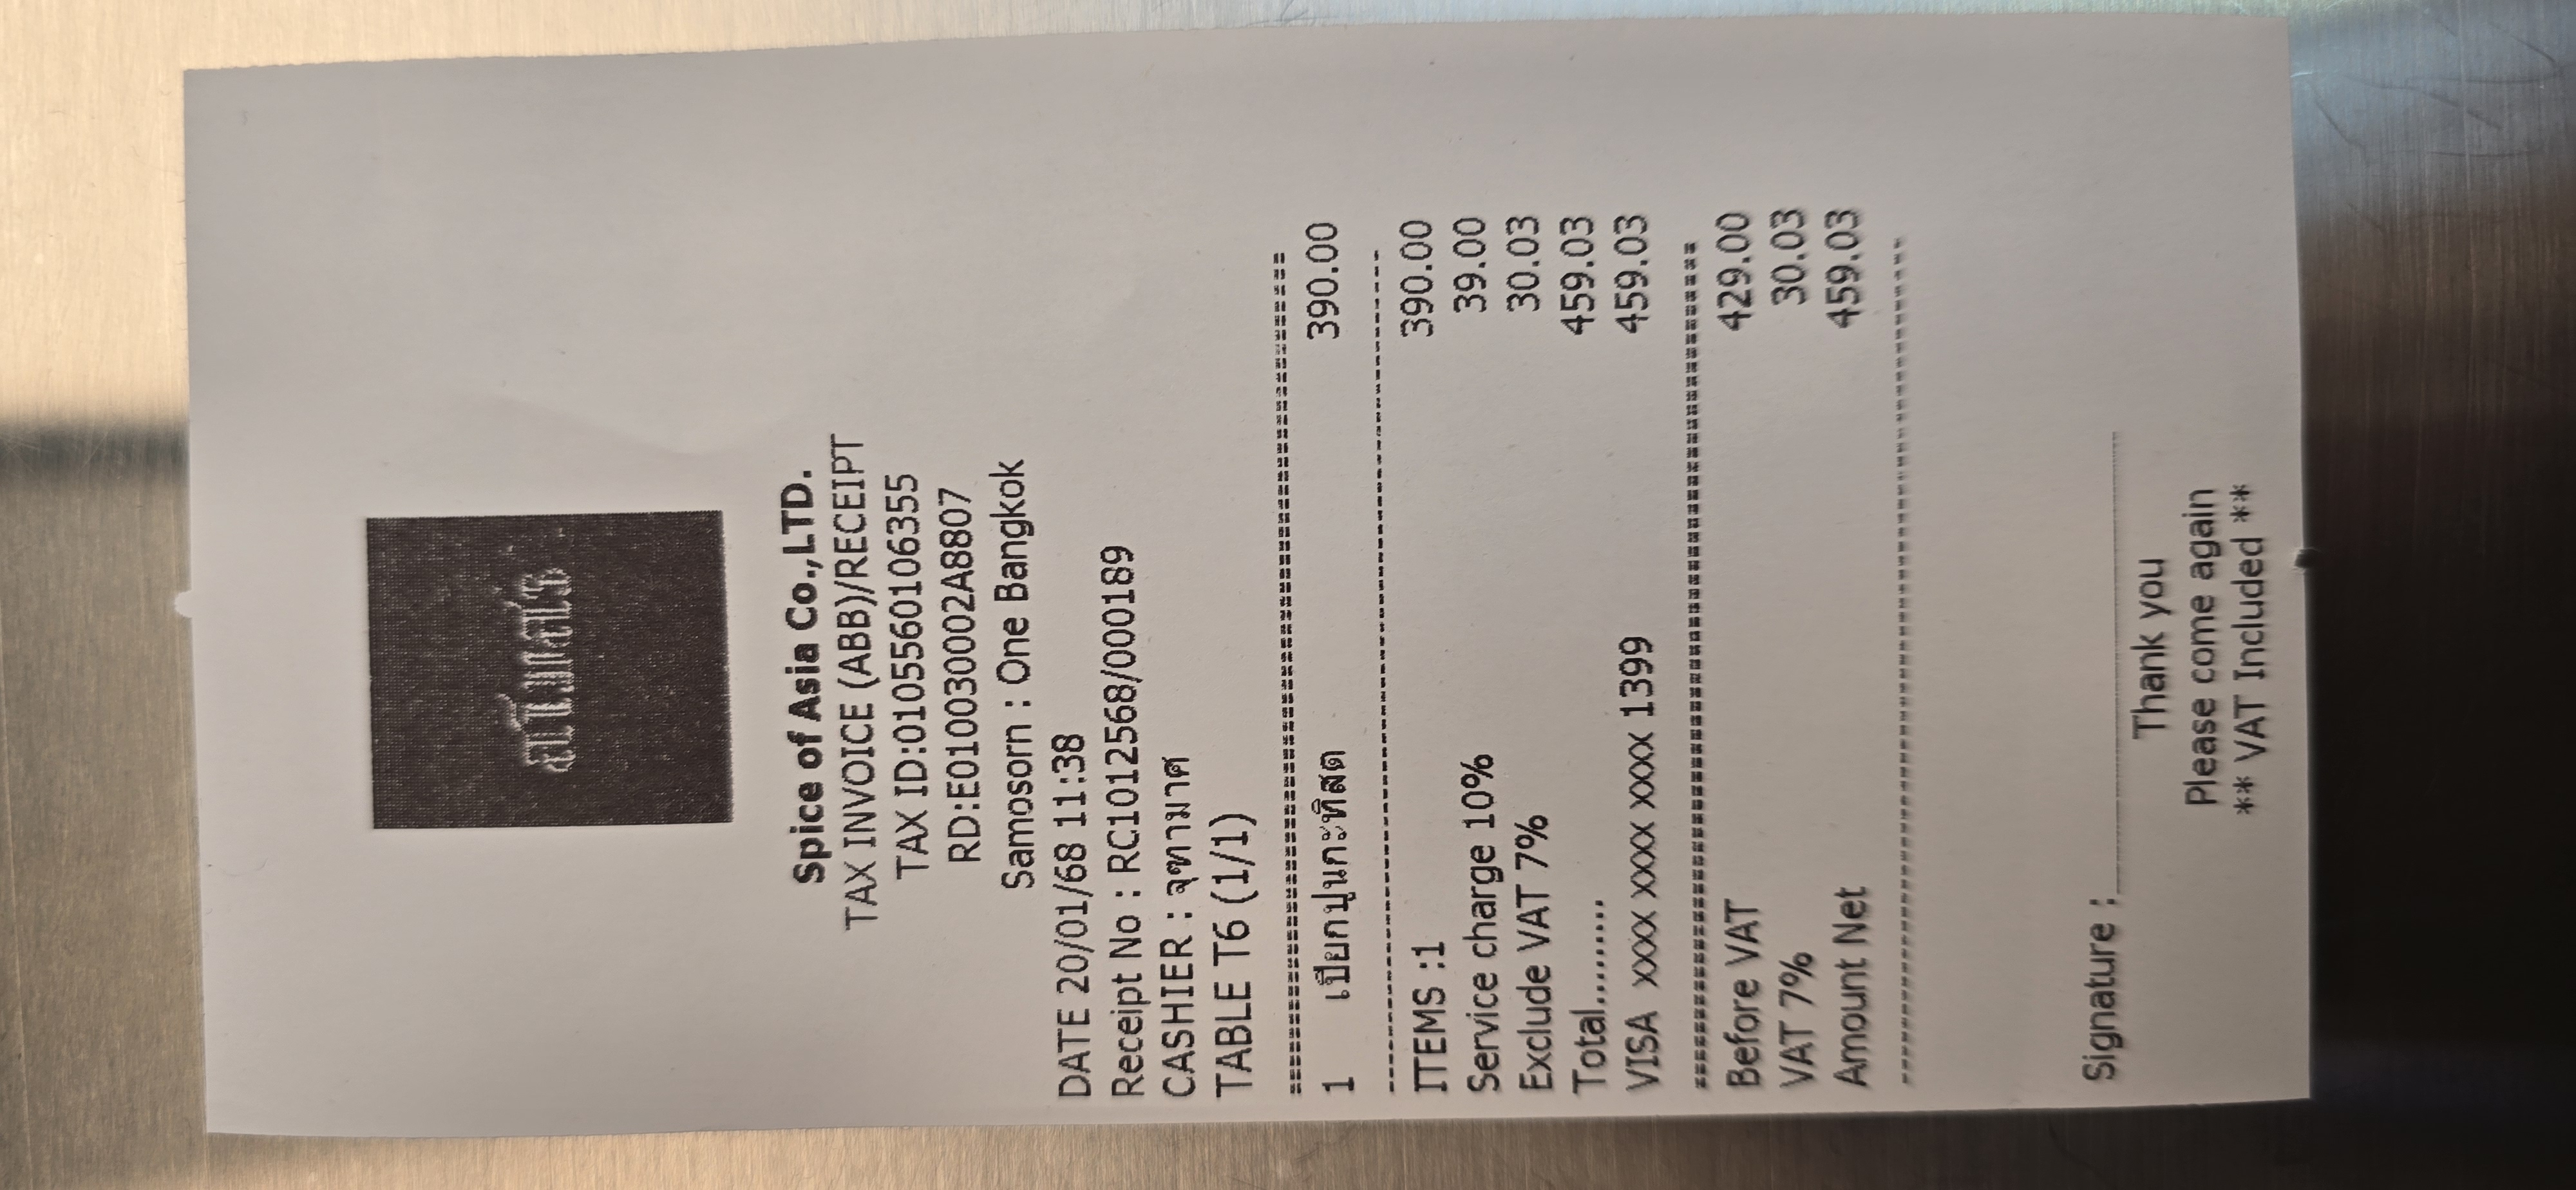 สโมสร
Spice of Asia Co.,LTD.
TAX INVOICE (ABB)/RECEIPT
TAX ID:0105560106355
RD:E010030002A8807
Samosorn : One Bangkok
DATE 20/01/68 11:38
Receipt No : RC1012568/000189
CASHIER : จุฑามาศ
TABLE T6 (1/1)
1 เปียกปูนกะทิสด 390.00
ITEMS :1 390.00
Service charge 10% 39.00
Exclude VAT 7% 30.03
Total......... 459.03
VISA xxxx xxxx xxxx 1399 459.03
Before VAT 429.00
VAT 7% 30.03
Amount Net 459.03
Signature :
Thank you
Please come again
** VAT Included **